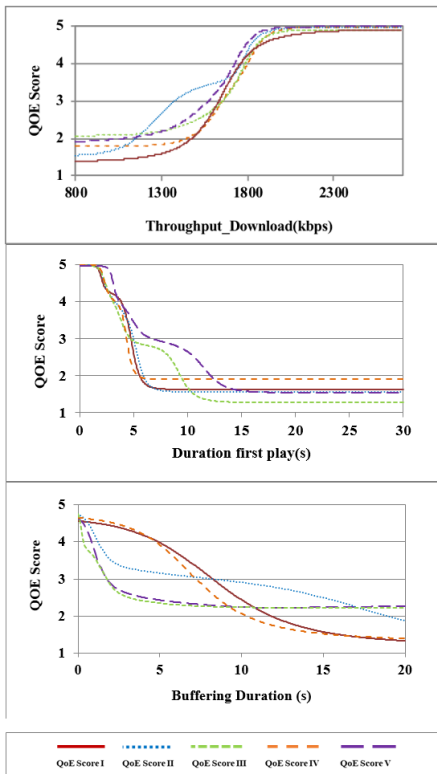 5
4
3
2
1
QOE Score
800 1300 1800 2300
Throughput_Download(kbps)
5
4
3
2
1
QOE Score
0 5 10 15 20 25 30
Duration first play(s)
5
4
3
2
1
QOE Score
0 5 10 15 20
Buffering Duration (s)
QoE Score I QoE Score II QoE Score III QoE Score IV QoE Score V